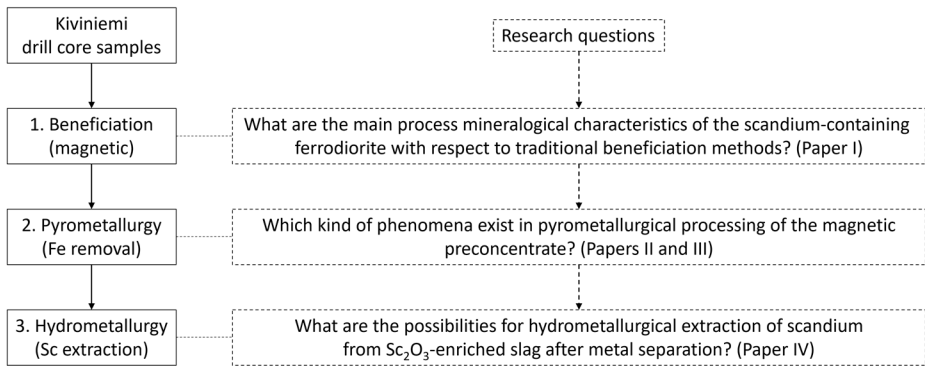 Kiviniemi
drill core samples
Research questions
1. Beneficiation
(magnetic)
What are the main process mineralogical characteristics of the scandium-containing
ferrodiorite with respect to traditional beneficiation methods? (Paper I)
2. Pyrometallurgy
(Fe removal)
Which kind of phenomena exist in pyrometallurgical processing of the magnetic
preconcentrate? (Papers II and III)
3. Hydrometallurgy
(Sc extraction)
What are the possibilities for hydrometallurgical extraction of scandium
from Sc₂O₃-enriched slag after metal separation? (Paper IV)